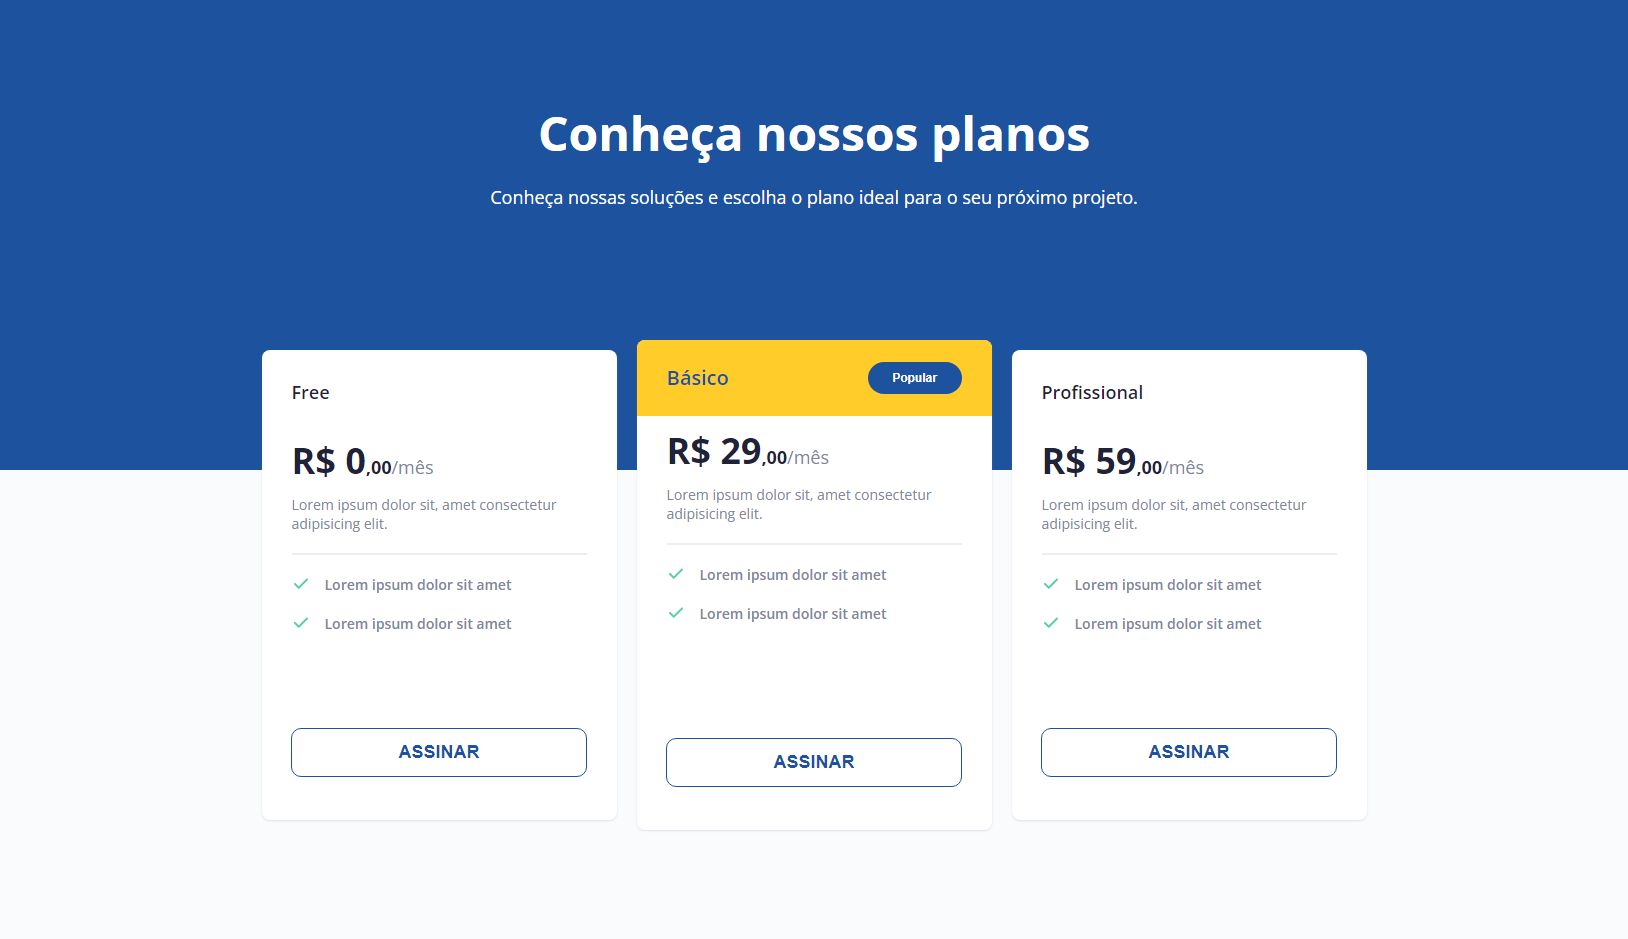 Conheça nossos planos
Conheça nossas soluções e escolha o plano ideal para o seu próximo projeto.
Free
R$ 0,00/mês
Lorem ipsum dolor sit, amet consectetur
adipisicing elit.
Lorem ipsum dolor sit amet
Lorem ipsum dolor sit amet
ASSINAR
Básico
Popular
R$ 29,00/mês
Lorem ipsum dolor sit, amet consectetur
adipisicing elit.
Lorem ipsum dolor sit amet
Lorem ipsum dolor sit amet
ASSINAR
Profissional
R$ 59,00/mês
Lorem ipsum dolor sit, amet consectetur
adipisicing elit.
Lorem ipsum dolor sit amet
Lorem ipsum dolor sit amet
ASSINAR